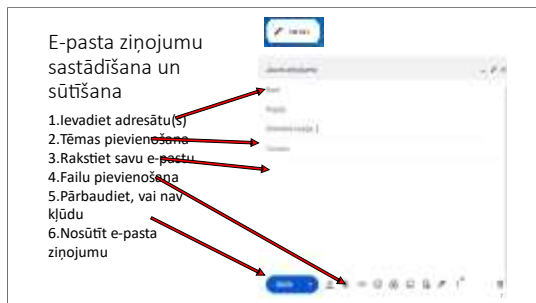 E-pasta ziņojumu
sastādīšana un
sūtīšana
1.Ievadiet adresātu(s)
2.Tēmas pievienošana
3.Rakstiet savu e-pastu
4.Failu pievienošana
5.Pārbaudiet, vai nav
kļūdu
6.Nosūtīt e-pasta
ziņojumu